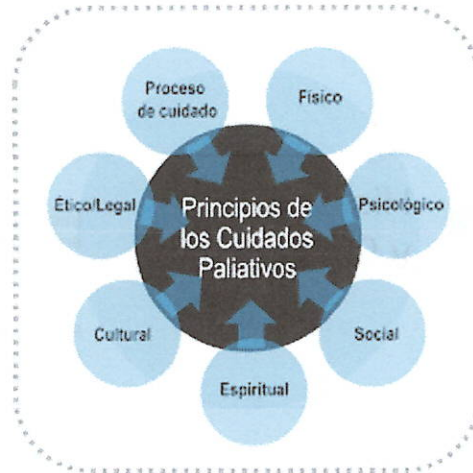 Proceso
de cuidado
Físico
Ético/Legal
Principios de
los Cuidados
Paliativos
Psicológico
Cultural
Social
Espiritual